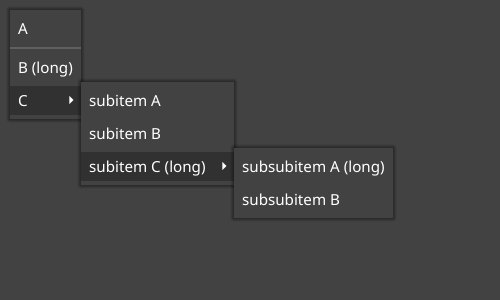 A
B (long)
C
subitem A
subitem B
subitem C (long)
subsubitem A (long)
subsubitem B